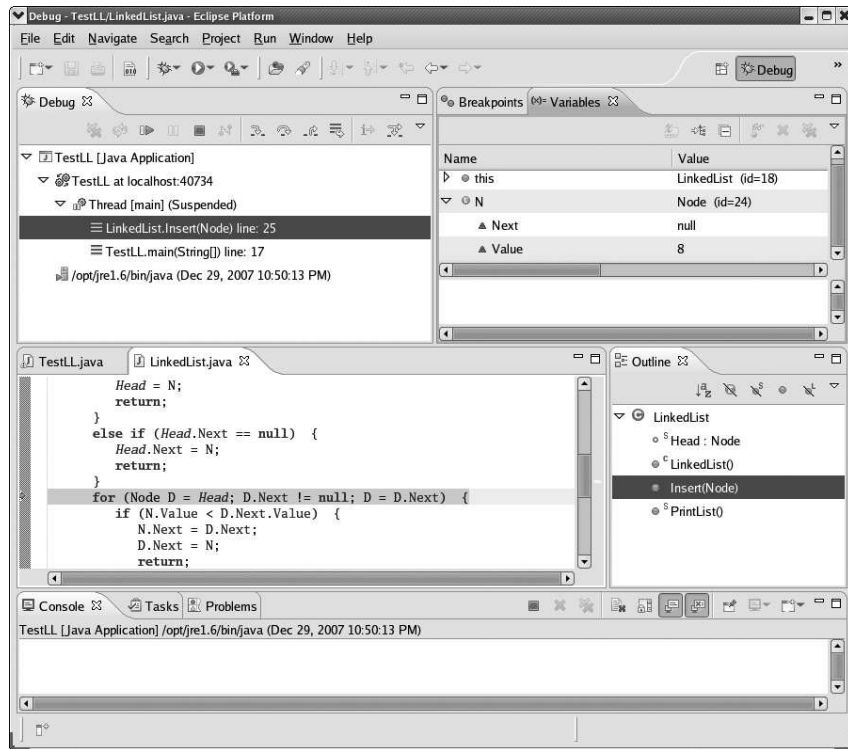 Debug - TestLL/LinkedList.java - Eclipse Platform
File Edit Navigate Search Project Run Window Help
Debug
»
Debug
TestLL [Java Application]
TestLL at localhost:40734
Thread [main] (Suspended)
LinkedList.Insert(Node) line: 25
TestLL.main(String[]) line: 17
/opt/jre1.6/bin/java (Dec 29, 2007 10:50:13 PM)
Breakpoints (x)= Variables
Name Value
this LinkedList (id=18)
N Node (id=24)
Next null
Value 8
TestLL.java LinkedList.java
Head = N;
return;
}
else if (Head.Next == null) {
Head.Next = N;
return;
}
for (Node D = Head; D.Next != null; D = D.Next) {
if (N.Value < D.Next.Value) {
N.Next = D.Next;
D.Next = N;
return;
Outline
LinkedList
S Head : Node
C LinkedList()
Insert(Node)
S PrintList()
Console Tasks Problems
TestLL [Java Application] /opt/jre1.6/bin/java (Dec 29, 2007 10:50:13 PM)